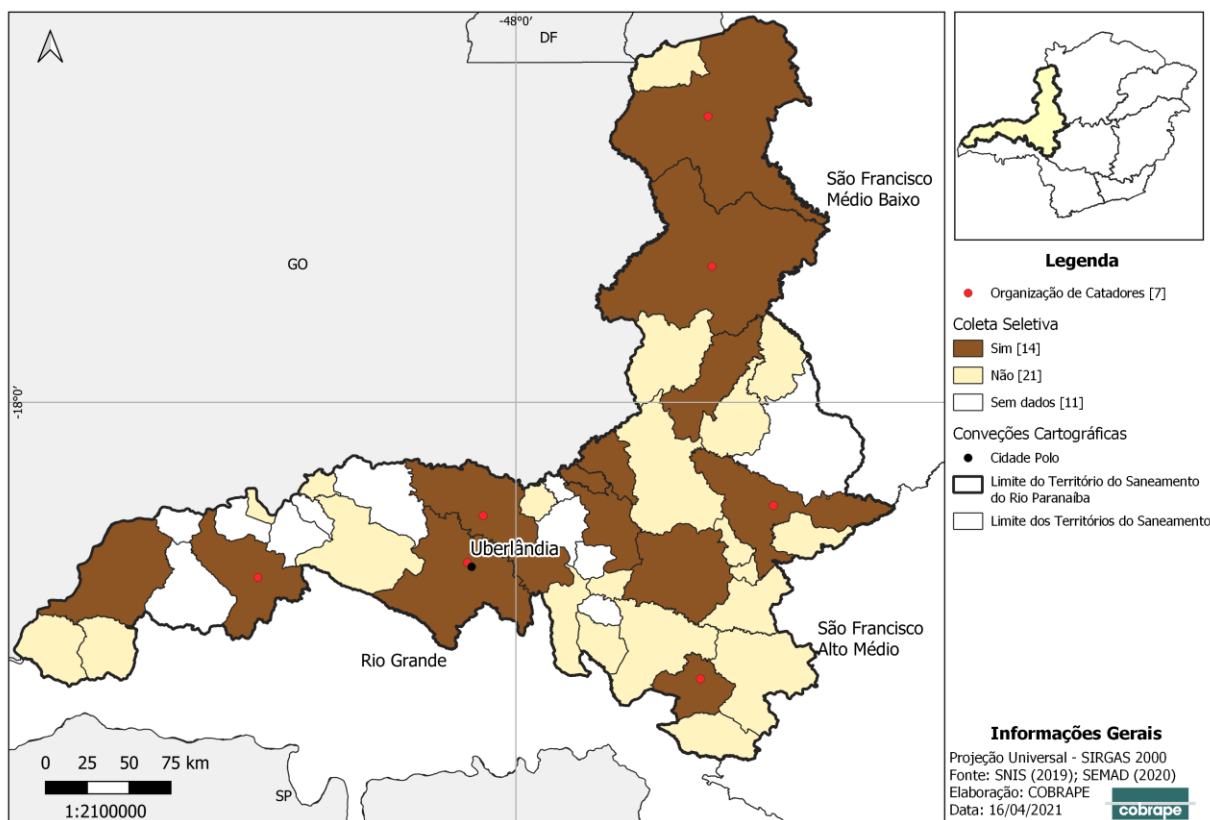 -48°0'
DF
São Francisco
Médio Baixo
GO
-18°0'
Uberlândia
São Francisco
Alto Médio
Rio Grande
0 25 50 75 km
1:2100000
SP
Legenda
Organização de Catadores [7]
Coleta Seletiva
Sim [14]
Não [21]
Sem dados [11]
Conveções Cartográficas
Cidade Polo
Limite do Território do Saneamento
do Rio Paranaíba
Limite dos Territórios do Saneamento
Informações Gerais
Projeção Universal - SIRGAS 2000
Fonte: SNIS (2019); SEMAD (2020)
Elaboração: COBRAPE
Data: 16/04/2021
cobrape